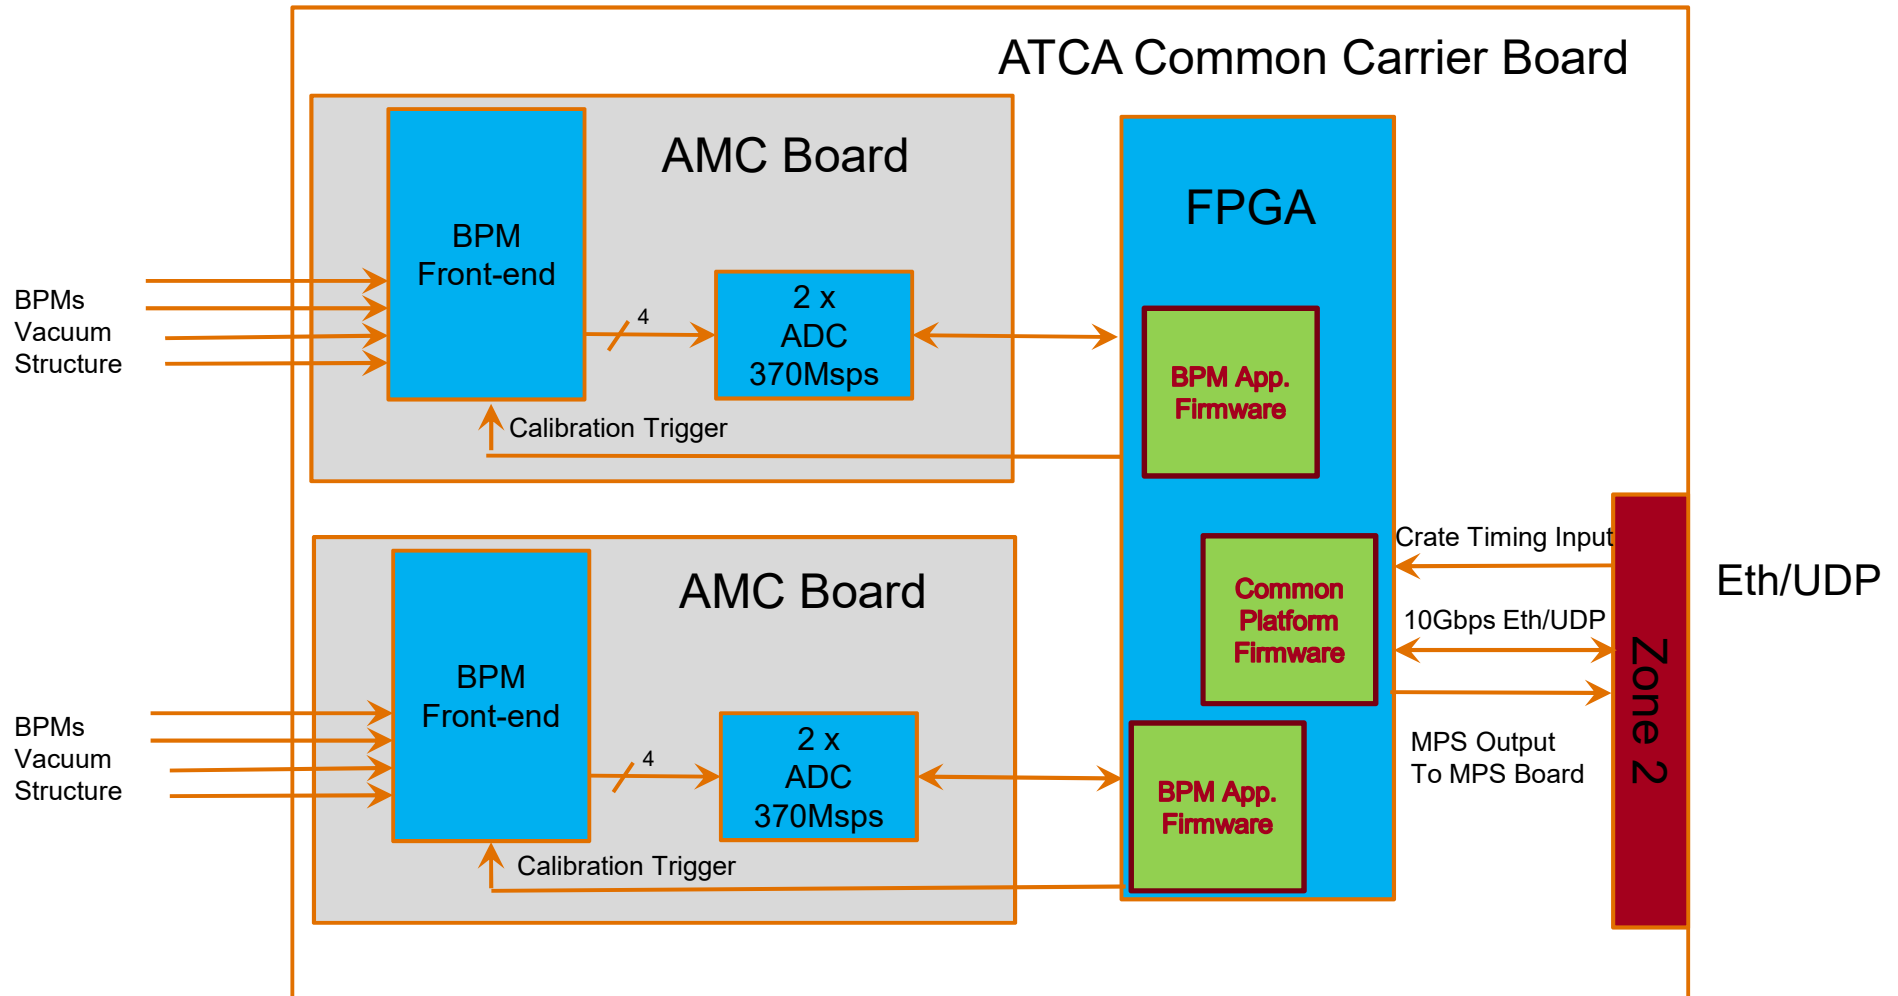 ATCA Common Carrier Board
AMC Board
BPM
Front-end
BPMs
Vacuum
Structure
4
2 x
ADC
370Msps
Calibration Trigger
FPGA
BPM App.
Firmware
Crate Timing Input
Common
Platform
Firmware
10Gbps Eth/UDP
MPS Output
To MPS Board
Zone 2
Eth/UDP
AMC Board
BPM
Front-end
BPMs
Vacuum
Structure
4
2 x
ADC
370Msps
Calibration Trigger
BPM App.
Firmware